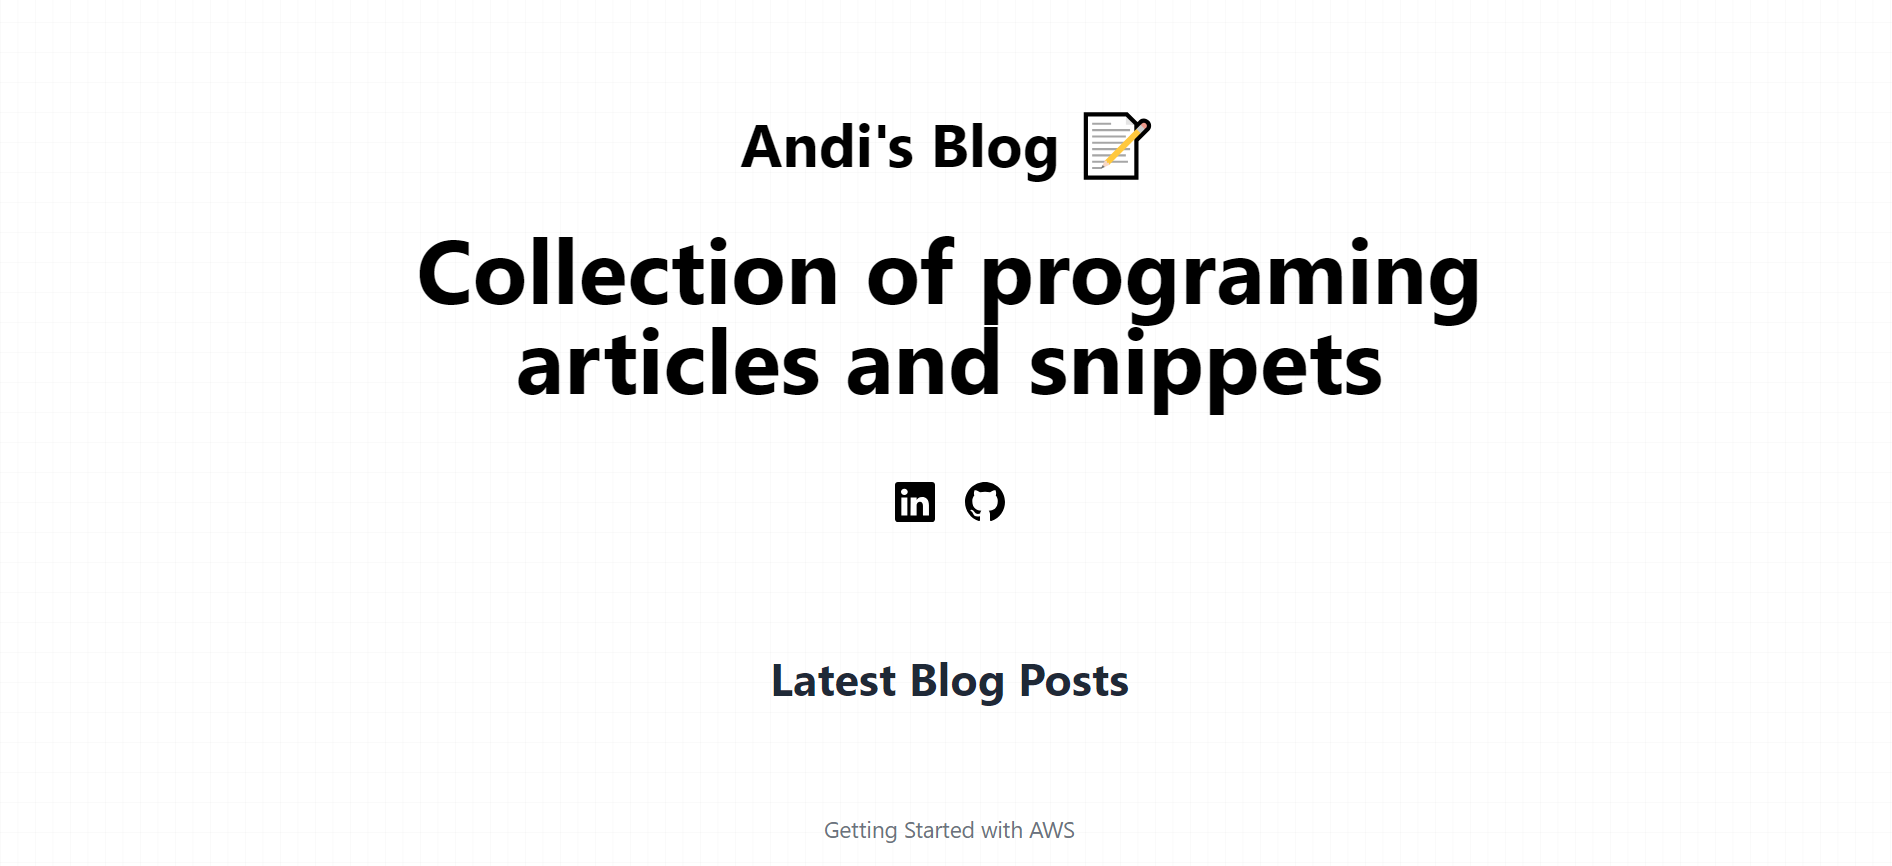 Andi's Blog
Collection of programing
articles and snippets
in
Latest Blog Posts
Getting Started with AWS